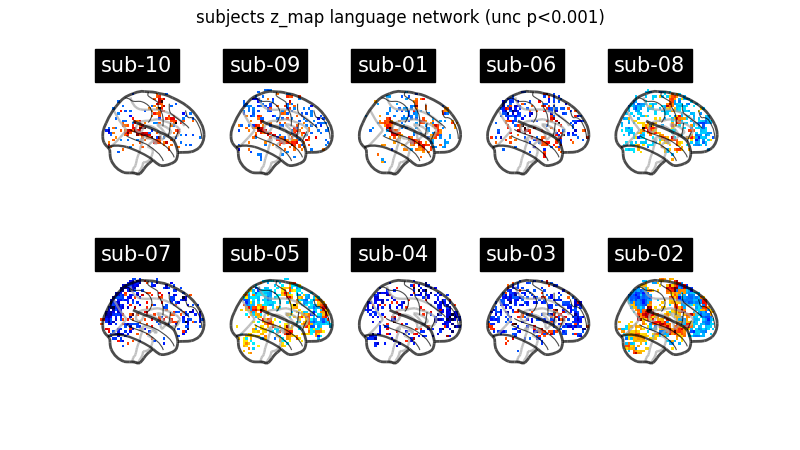 subjects z_map language network (unc p<0.001)
sub-10 sub-09 sub-01 sub-06 sub-08
sub-07 sub-05 sub-04 sub-03 sub-02